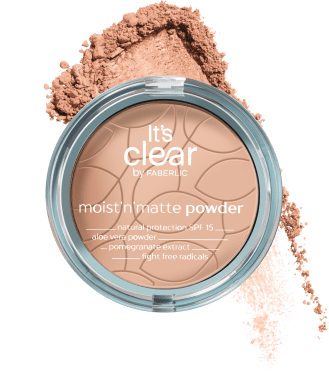 It's
clear
by FABERLIC
moist'n'matte powder
natural protection SPF 15
aloe vera powder
pomegranate extract
fight free radicals